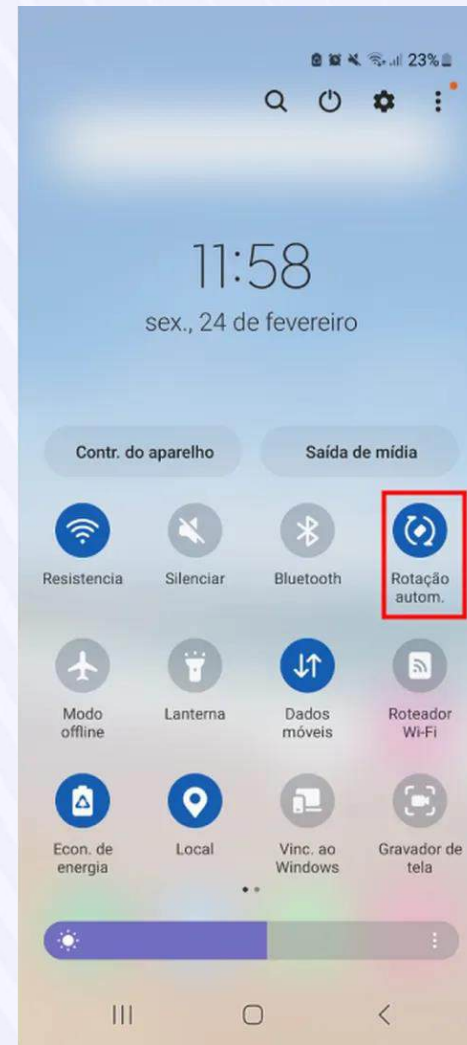 23%
11:58
sex., 24 de fevereiro
Contr. do aparelho
Saída de mídia
Resistencia
Silenciar
Bluetooth
Rotação
autom.
Modo
offline
Lanterna
Dados
móveis
Roteador
Wi-Fi
Econ. de
energia
Local
Vinc. ao
Windows
Gravador de
tela